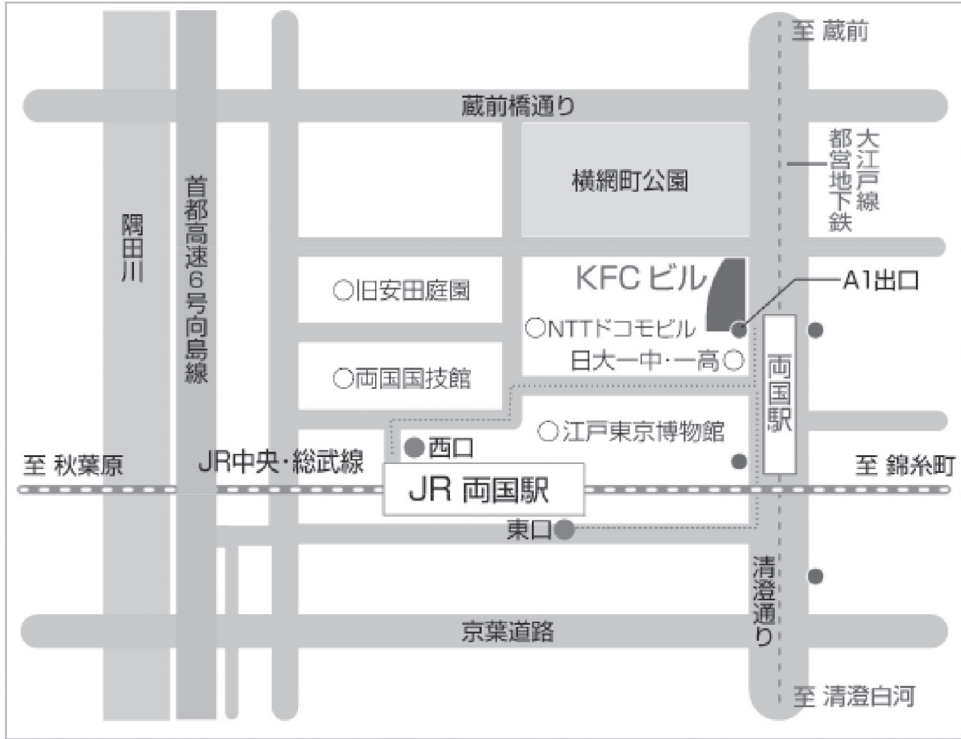 至 蔵前
蔵前橋通り
大江戸線
都営地下鉄
横網町公園
首都高速6号向島線
隅田川
KFC ビル
A1出口
○旧安田庭園
○NTTドコモビル
日大一中・一高○
両国駅
○両国国技館
○江戸東京博物館
西口
至 秋葉原
JR中央・総武線
至 錦糸町
JR 両国駅
東口
清澄通り
京葉道路
至 清澄白河